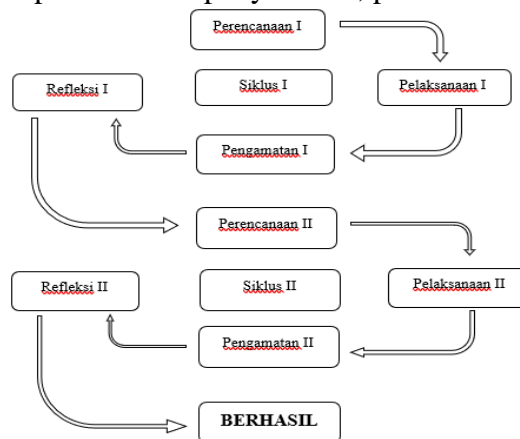 Perencanaan I
Refleksi I
Siklus I
Pelaksanaan I
Pengamatan I
Perencanaan II
Refleksi II
Siklus II
Pelaksanaan II
Pengamatan II
BERHASIL